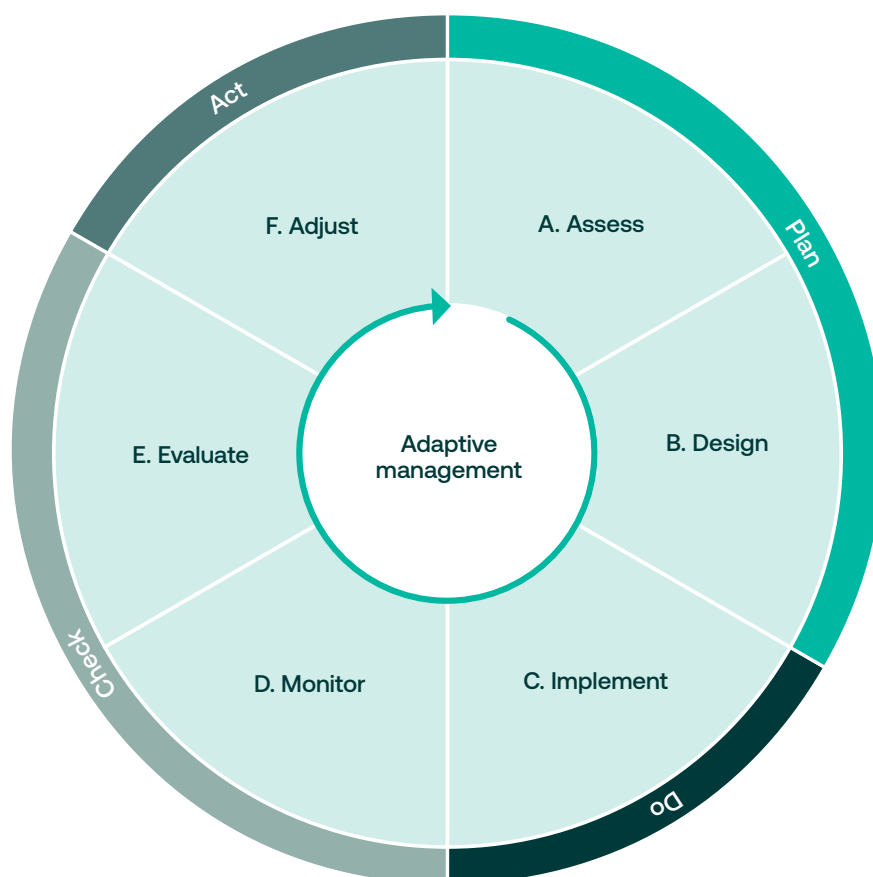 Act
Plan
F. Adjust
A. Assess
E. Evaluate
Adaptive
management
B. Design
D. Monitor
C. Implement
Check
Do